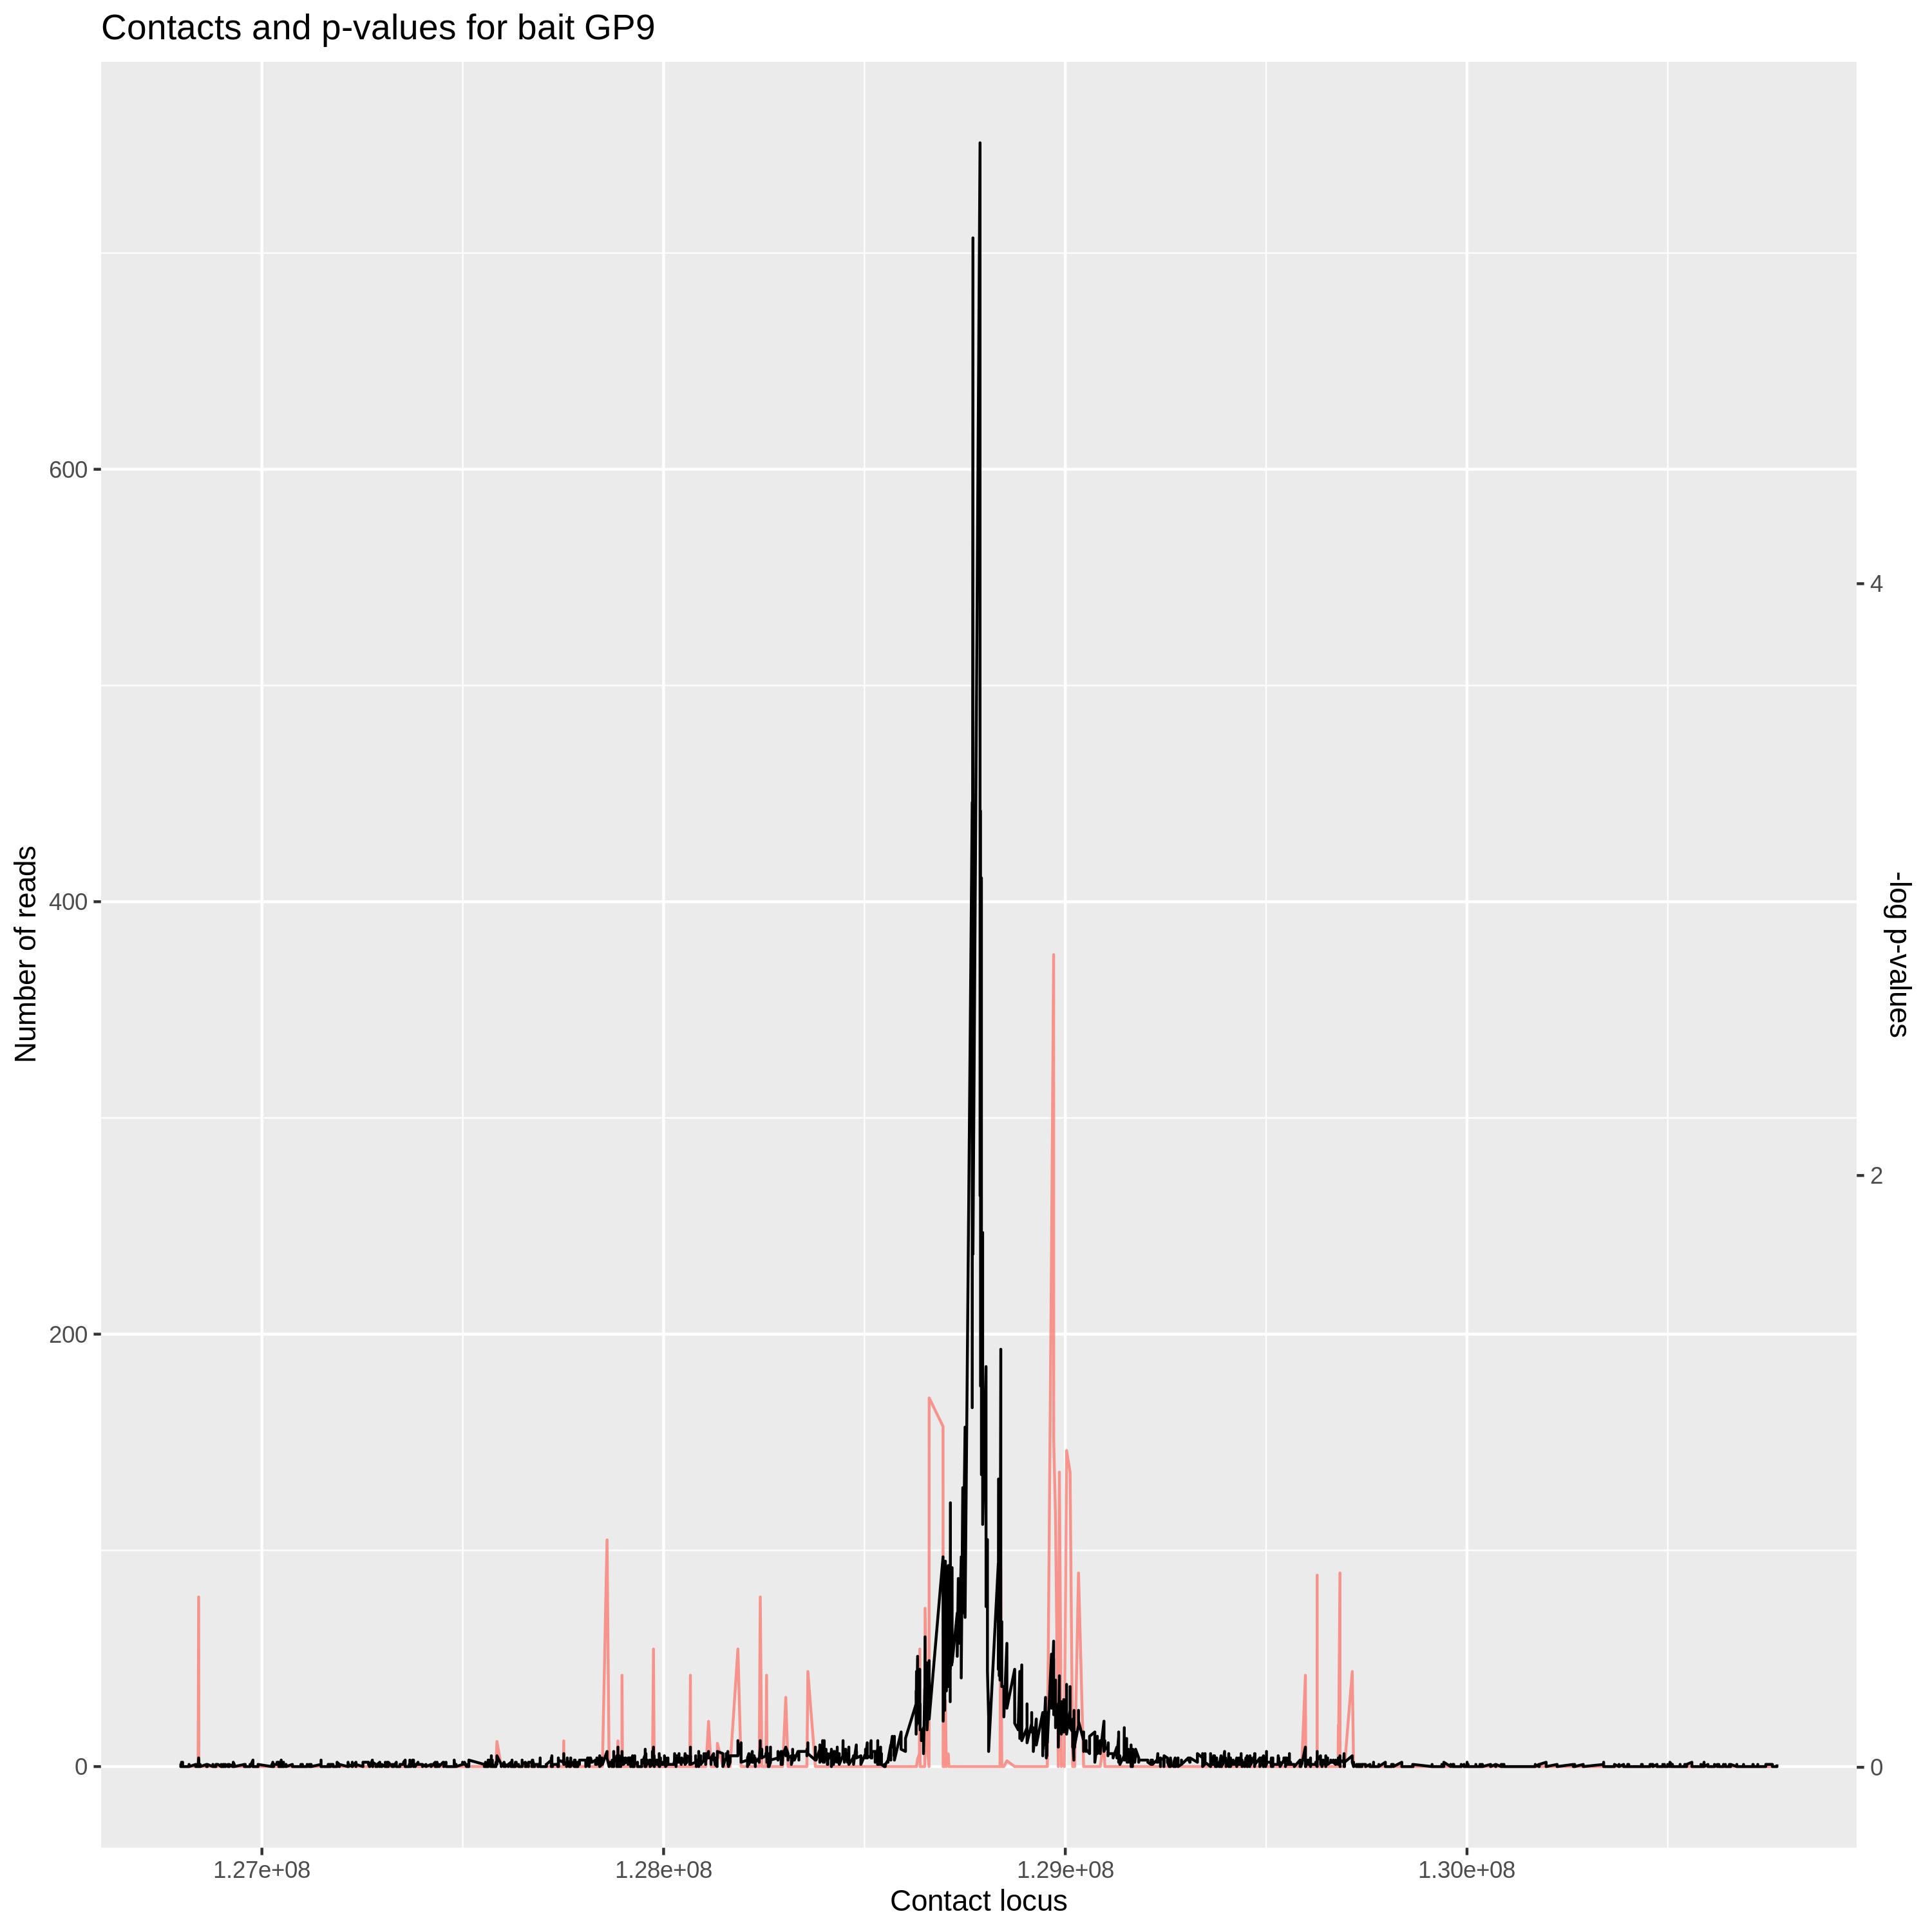 Contacts and p-values for bait GP9
600
400
200
0
Number of reads
4
2
0
-log p-values
1.27e+08 1.28e+08 1.29e+08 1.30e+08
Contact locus